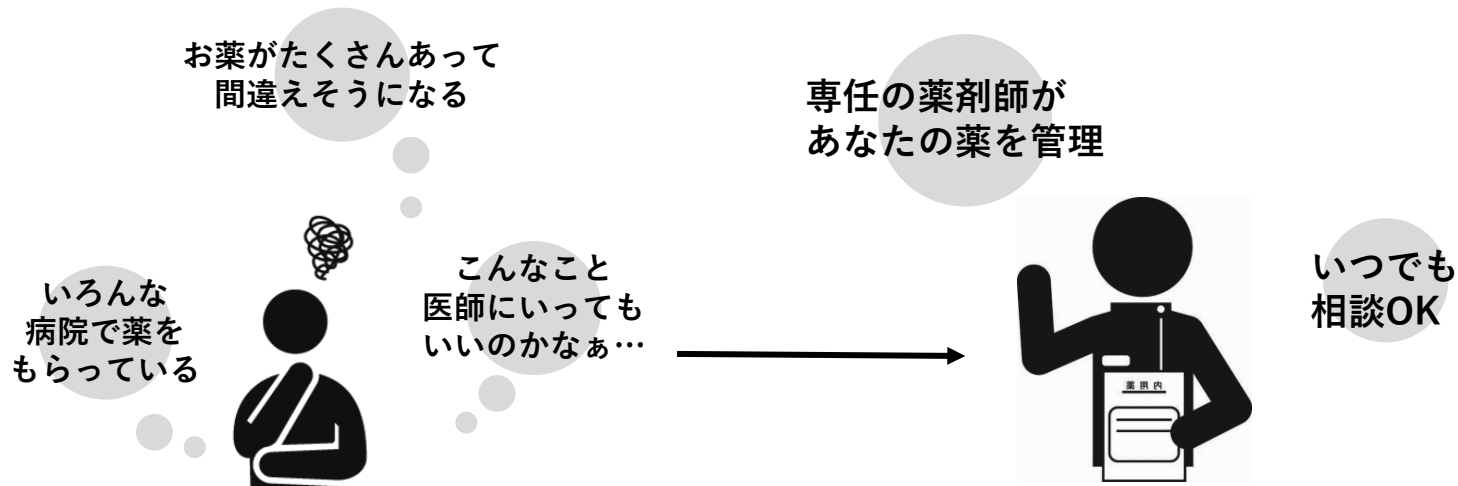 お薬がたくさんあって
間違えそうになる
いろんな
病院で薬を
もらっている
こんなこと
医師にいっても
いいのかなぁ…
専任の薬剤師が
あなたの薬を管理
いつでも
相談OK
薬用内